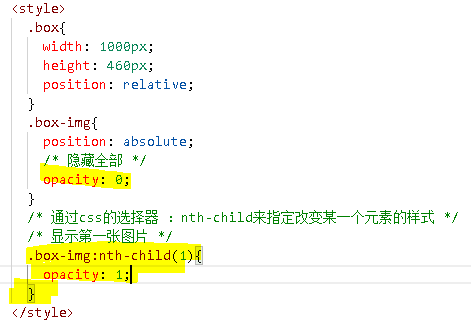 <style>
.box{
width: 1000px;
height: 460px;
position: relative;
}
.box-img{
position: absolute;
/* 隐藏全部 */
opacity: 0;
}
/* 通过css的选择器 ：nth-child来指定改变某一个元素的样式 */
/* 显示第一张图片 */
.box-img:nth-child(1){
opacity: 1;
}
</style>